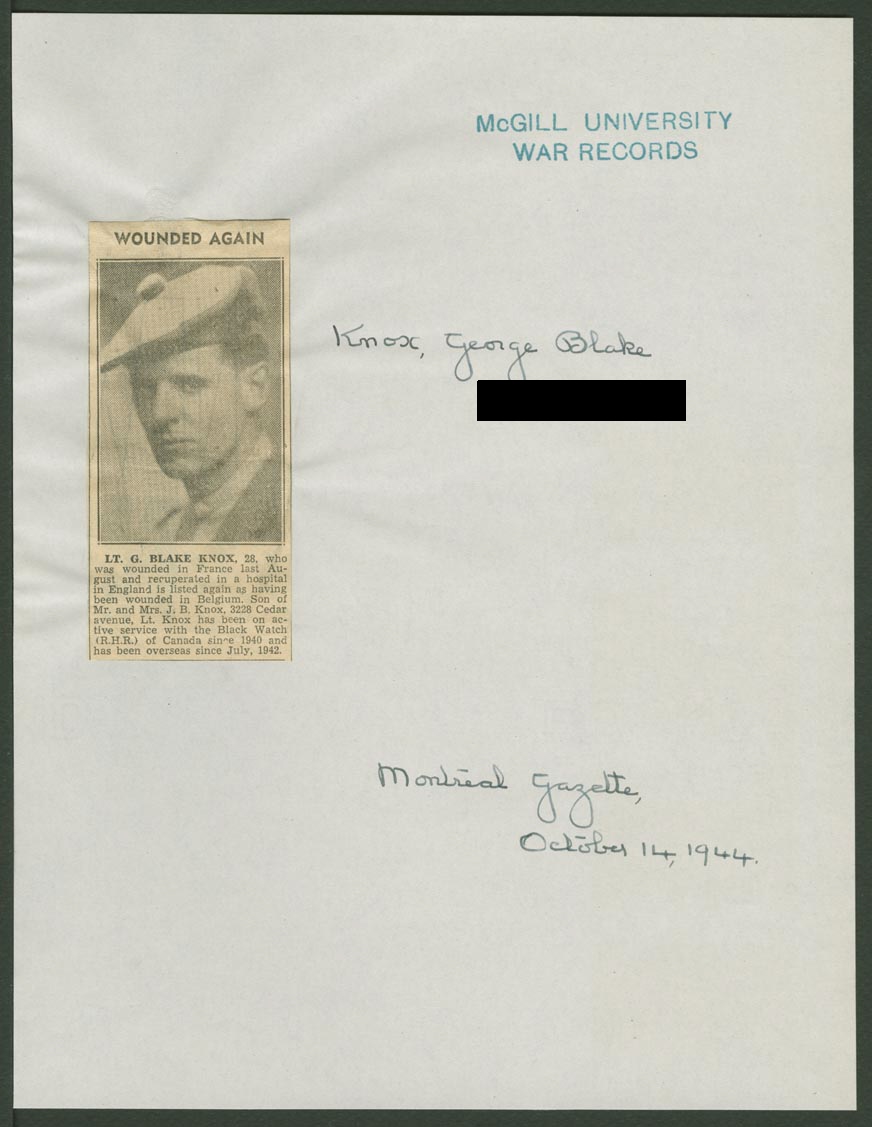 McGILL UNIVERSITY
WAR RECORDS
WOUNDED AGAIN
Knox, George Blake
LT. G. BLAKE KNOX, 28, who
was wounded in France last Au-
gust and recuperated in a hospital
in England is listed again as having
been wounded in Belgium. Son of
Mr. and Mrs. J. B. Knox, 3228 Cedar
avenue, Lt. Knox has been on ac-
tive service with the Black Watch
(R.H.R.) of Canada since 1940 and
has been overseas since July, 1942.
Montreal Gazette,
October 14, 1944.